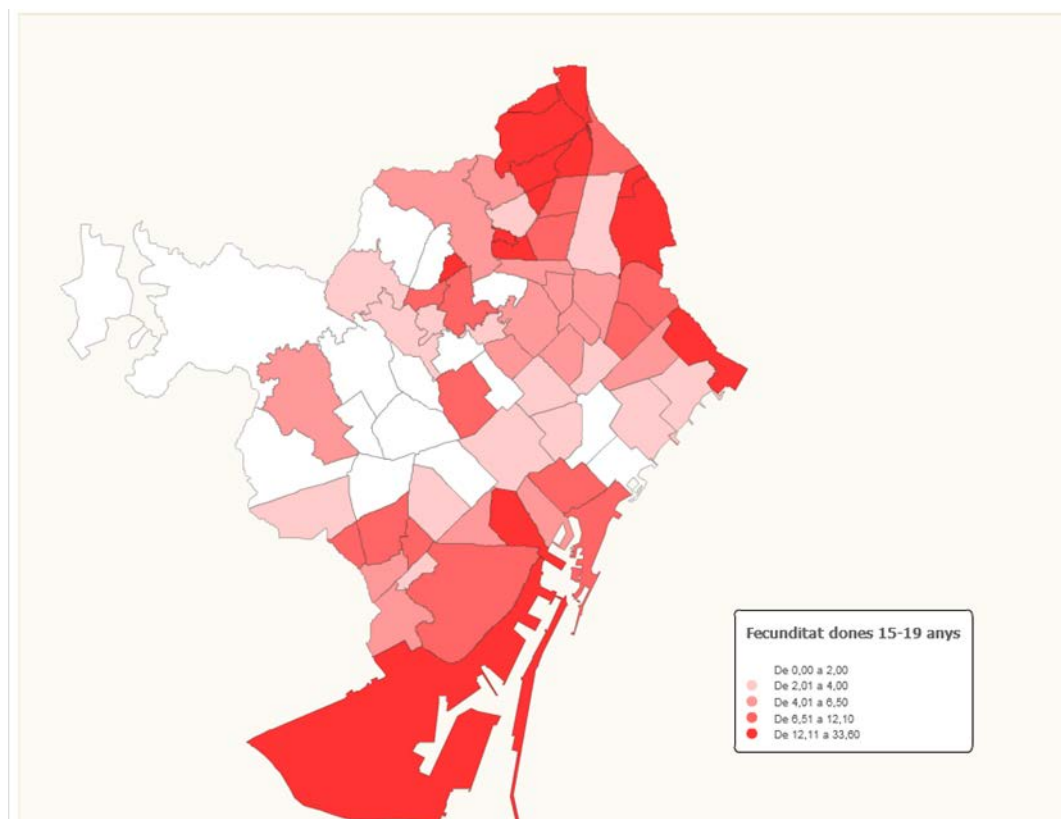 Fecunditat dones 15-19 anys
De 0,00 a 2,00
De 2,01 a 4,00
De 4,01 a 6,50
De 6,51 a 12,10
De 12,11 a 33,60